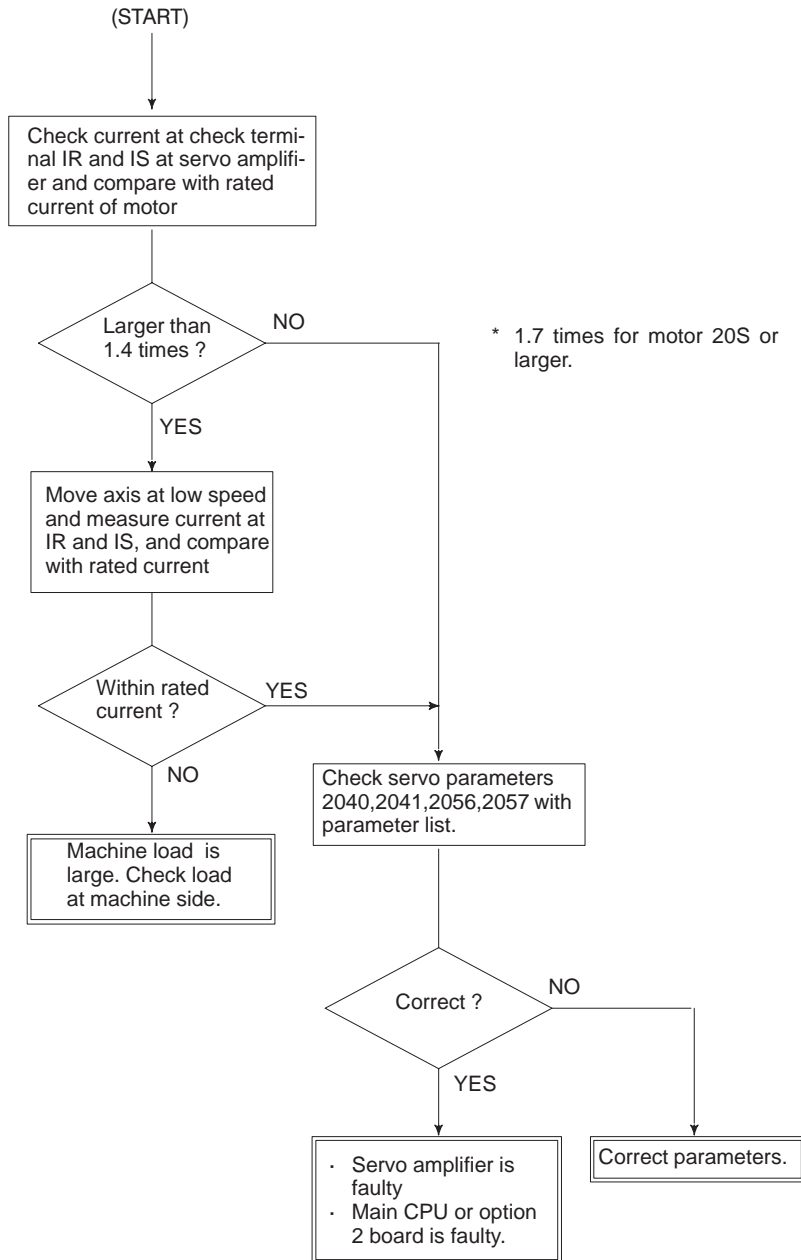 (START)
Check current at check termi-
nal IR and IS at servo amplifi-
er and compare with rated
current of motor
Larger than
1.4 times ?
NO
* 1.7 times for motor 20S or
larger.
YES
Move axis at low speed
and measure current at
IR and IS, and compare
with rated current
Within rated
current ?
YES
NO
Machine load is
large. Check load
at machine side.
Check servo parameters
2040,2041,2056,2057 with
parameter list.
Correct ?
NO
YES
· Servo amplifier is
faulty
· Main CPU or option
2 board is faulty.
Correct parameters.